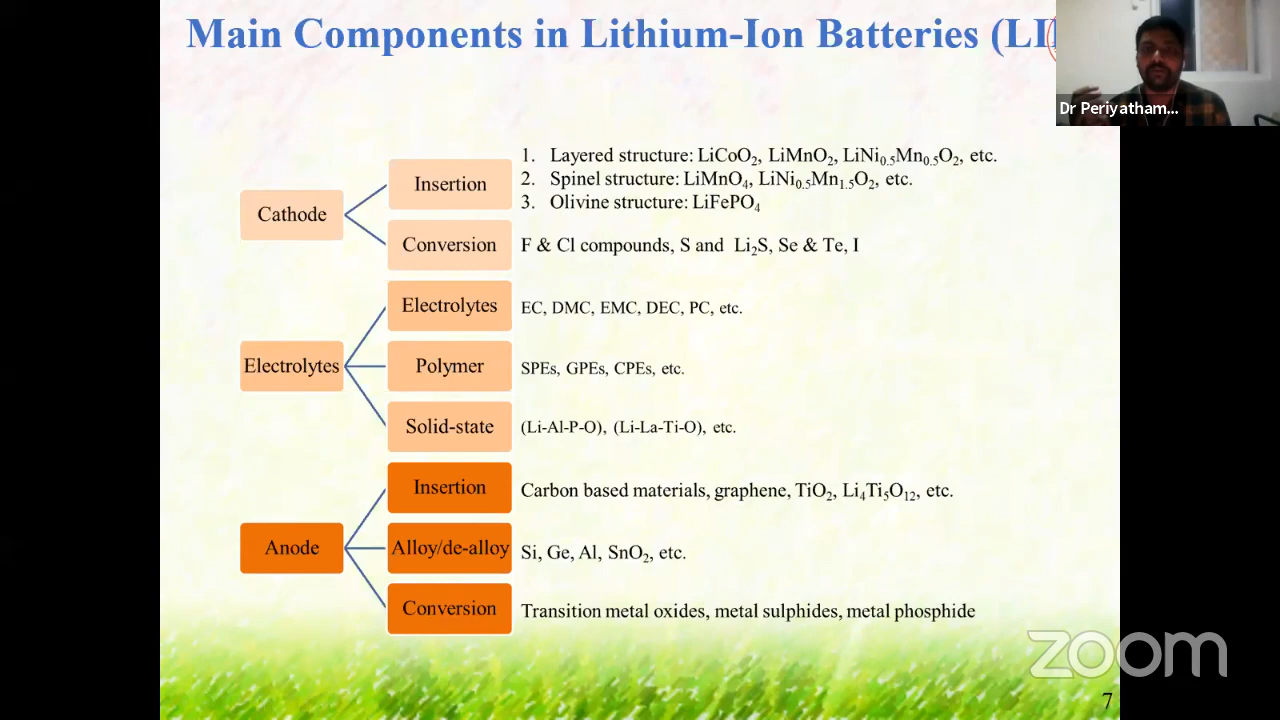 Main Components in Lithium-Ion Batteries (LI
Dr Periyatham...
Cathode
Insertion
1. Layered structure: LiCoO₂, LiMnO₂, LiNi₀.₅Mn₀.₅O₂, etc.
2. Spinel structure: LiMnO₄, LiNi₀.₅Mn₁.₅O₂, etc.
3. Olivine structure: LiFePO₄
Conversion
F & Cl compounds, S and Li₂S, Se & Te, I
Electrolytes
Electrolytes
EC, DMC, EMC, DEC, PC, etc.
Polymer
SPEs, GPEs, CPEs, etc.
Solid-state
(Li-Al-P-O), (Li-La-Ti-O), etc.
Anode
Insertion
Carbon based materials, graphene, TiO₂, Li₄Ti₅O₁₂, etc.
Alloy/de-alloy
Si, Ge, Al, SnO₂, etc.
Conversion
Transition metal oxides, metal sulphides, metal phosphide
zoom
7